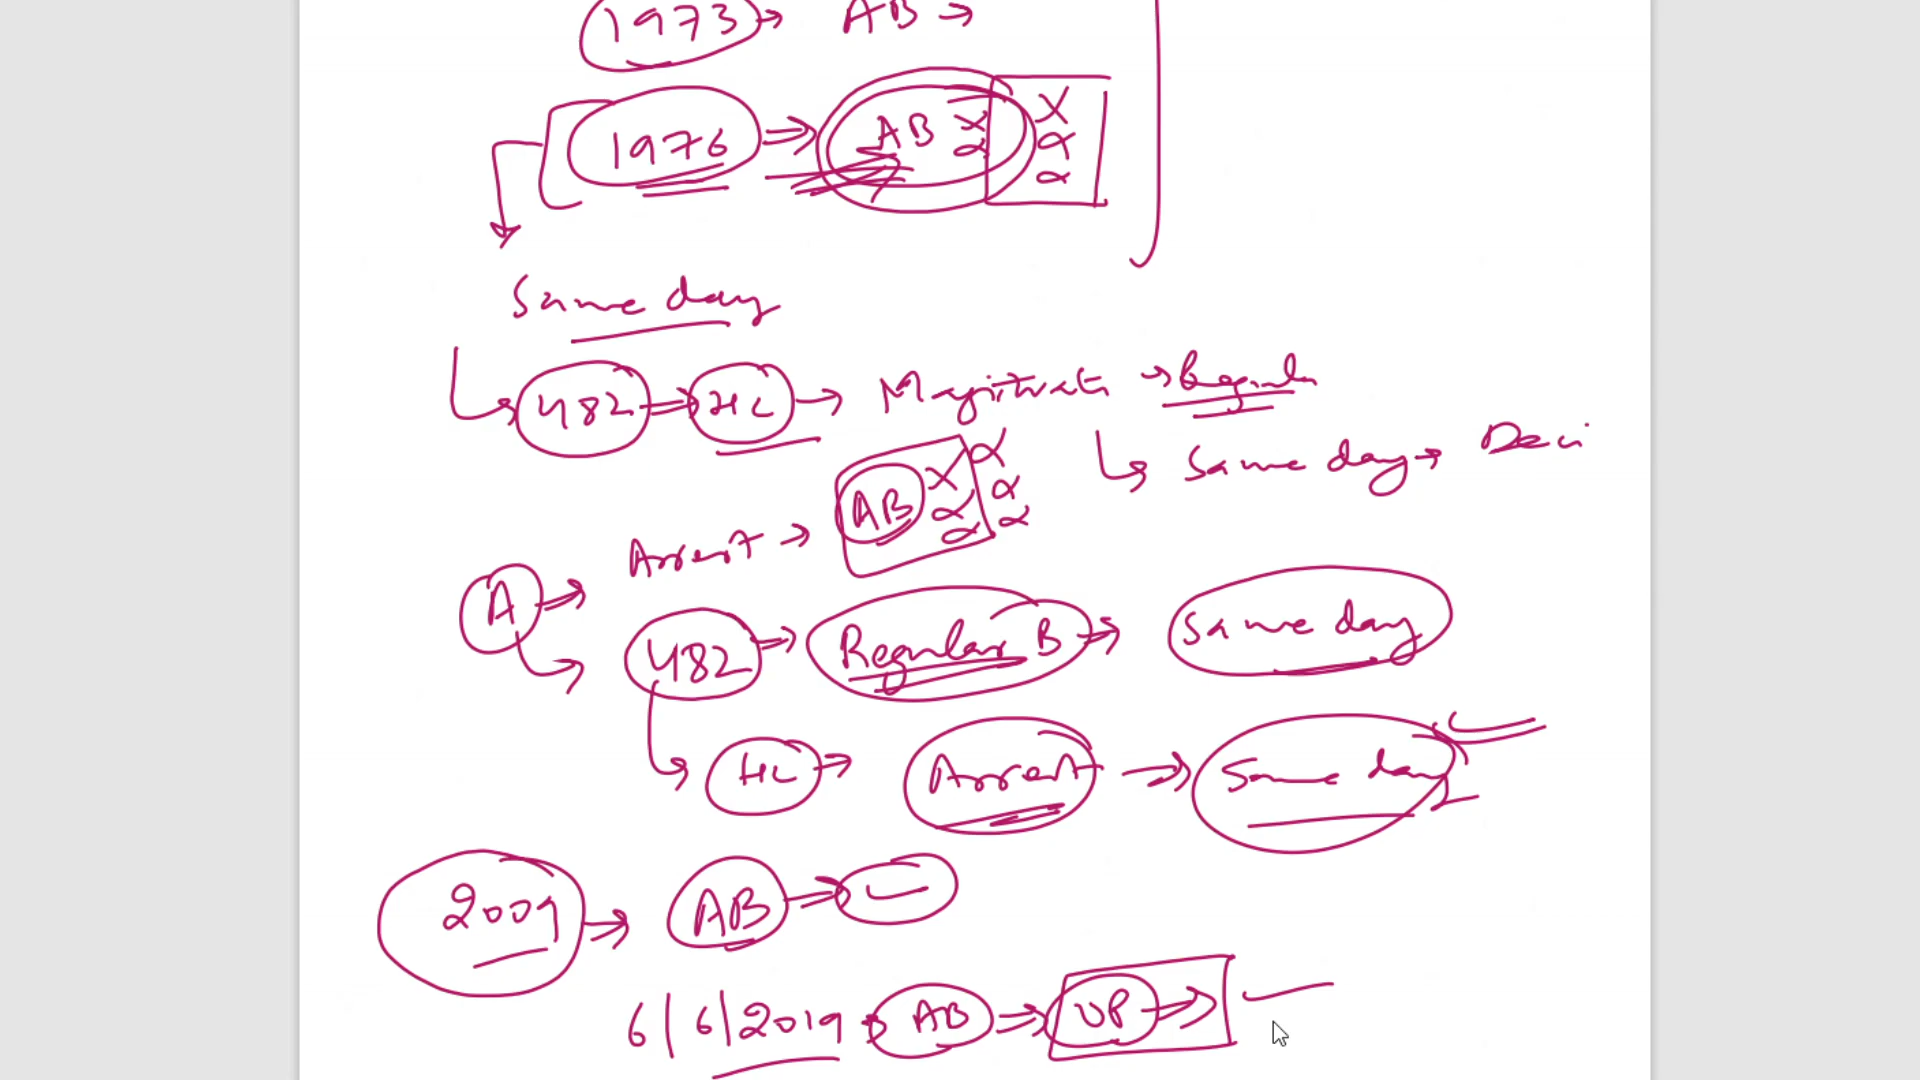 1973 → AB →
1976 ⇒ AB
Same day
482 → HC → Magistrate → Regular
Same day → Deci
Arrest → AB
A ⇒
482 ⇒ Regular B ⇒ Same day
HC → Arrest → Same day
2009 ⇒ AB ⇒
6/6/2019 AB ⇒ UP ⇒